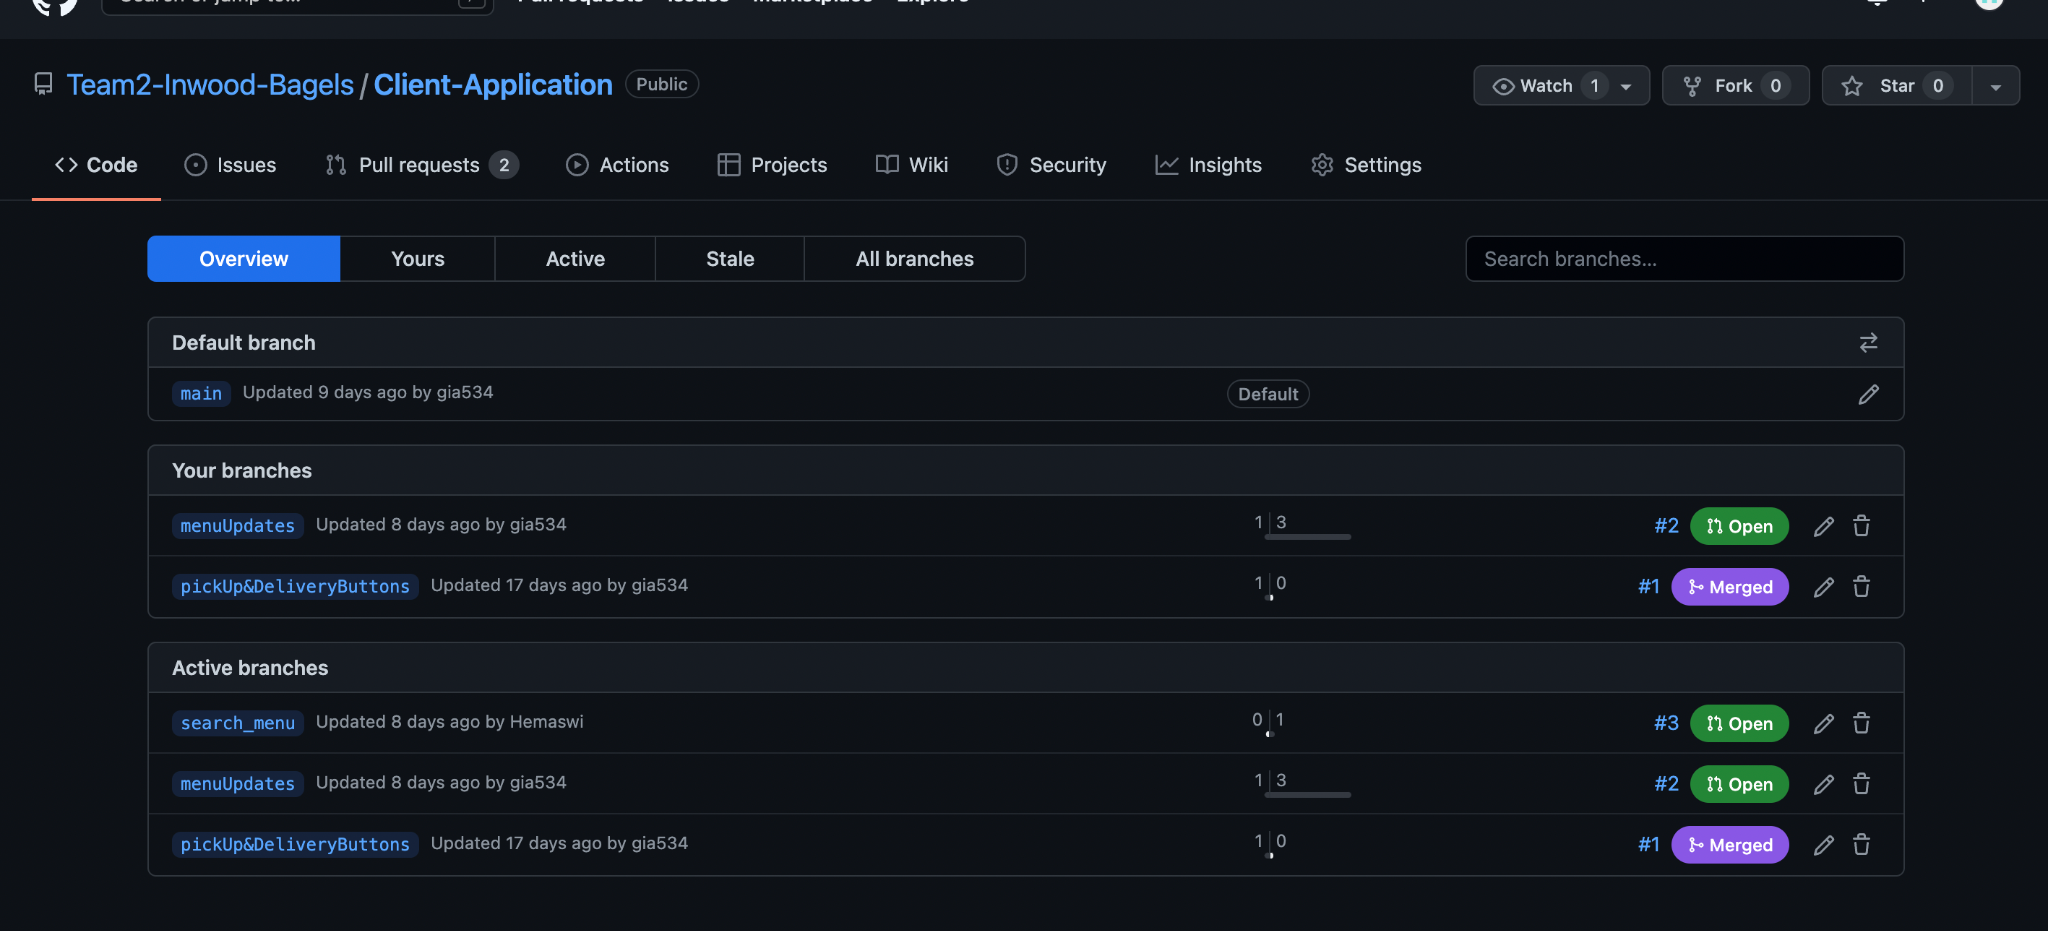 Team2-Inwood-Bagels / Client-Application Public Watch 1 Fork 0 Star 0
Code Issues Pull requests 2 Actions Projects Wiki Security Insights Settings
Overview Yours Active Stale All branches Search branches...
Default branch
main Updated 9 days ago by gia534 Default
Your branches
menuUpdates Updated 8 days ago by gia534 1 3 #2 Open
pickUp&DeliveryButtons Updated 17 days ago by gia534 1 0 #1 Merged
Active branches
search_menu Updated 8 days ago by Hemaswi 0 1 #3 Open
menuUpdates Updated 8 days ago by gia534 1 3 #2 Open
pickUp&DeliveryButtons Updated 17 days ago by gia534 1 0 #1 Merged